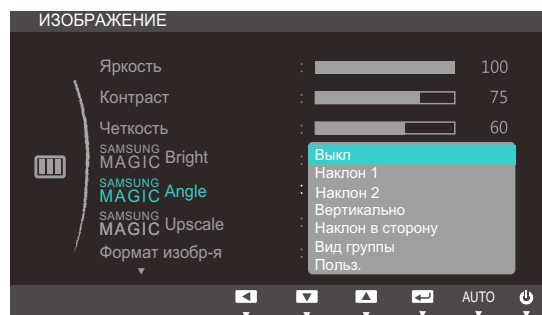 ИЗОБРАЖЕНИЕ
Яркость : 100
Контраст : 75
Четкость : 60
SAMSUNG MAGIC Bright :
SAMSUNG MAGIC Angle :
SAMSUNG MAGIC Upscale :
Формат изобр-я :
Выкл
Наклон 1
Наклон 2
Вертикально
Наклон в сторону
Вид группы
Польз.
AUTO